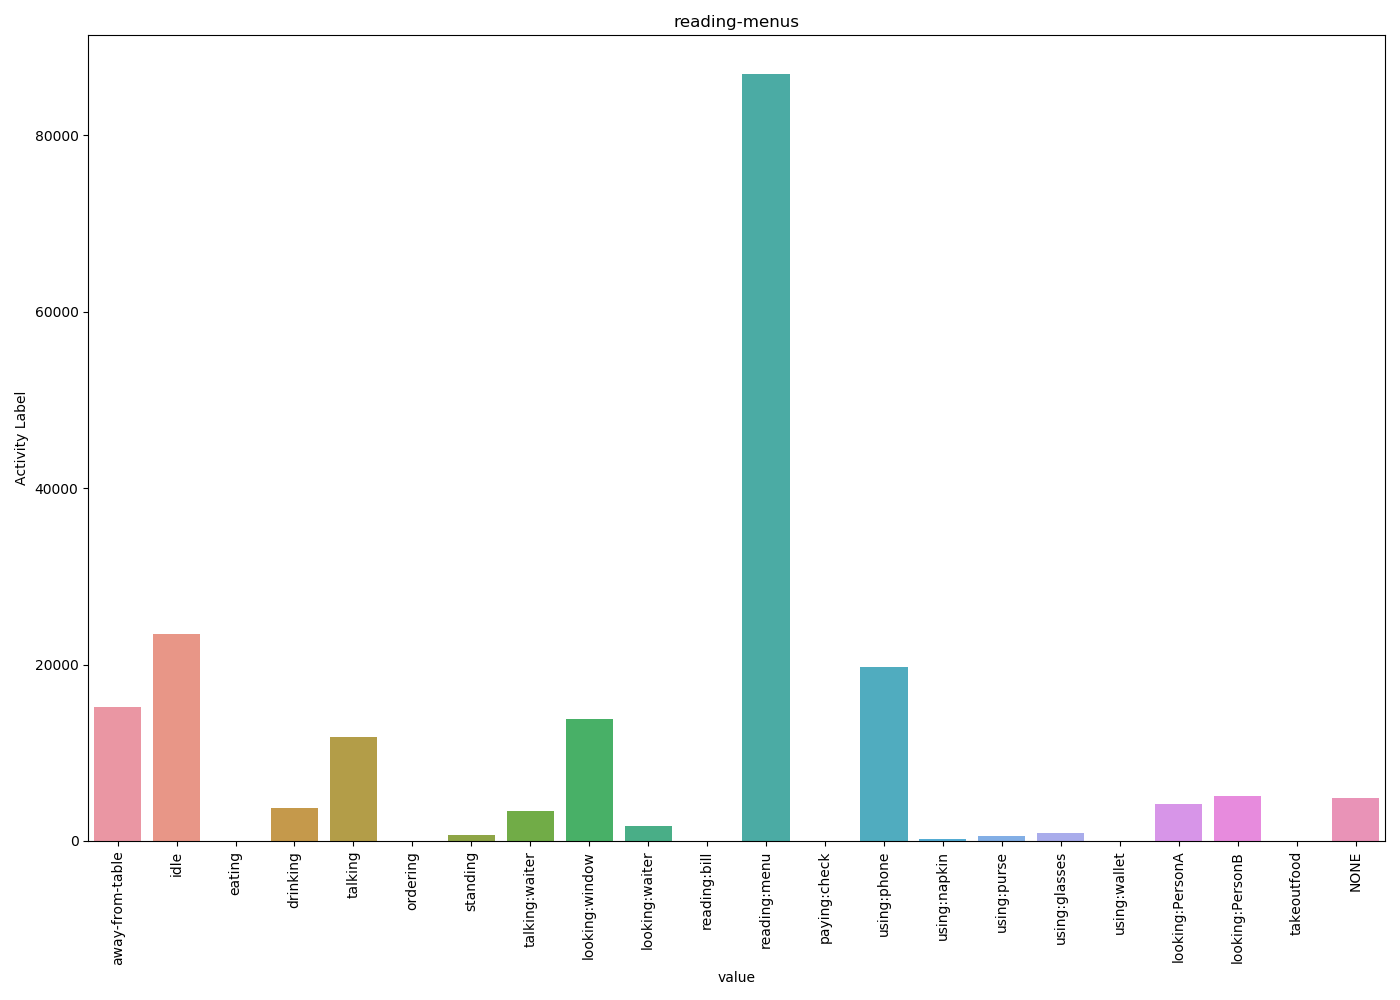 reading-menus
Activity Label
80000
60000
40000
20000
0
away-from-table
idle
eating
drinking
talking
ordering
standing
talking:waiter
looking:window
looking:waiter
reading:bill
reading:menu
paying:check
using:phone
using:napkin
using:purse
using:glasses
using:wallet
looking:PersonA
looking:PersonB
takeoutfood
NONE
value